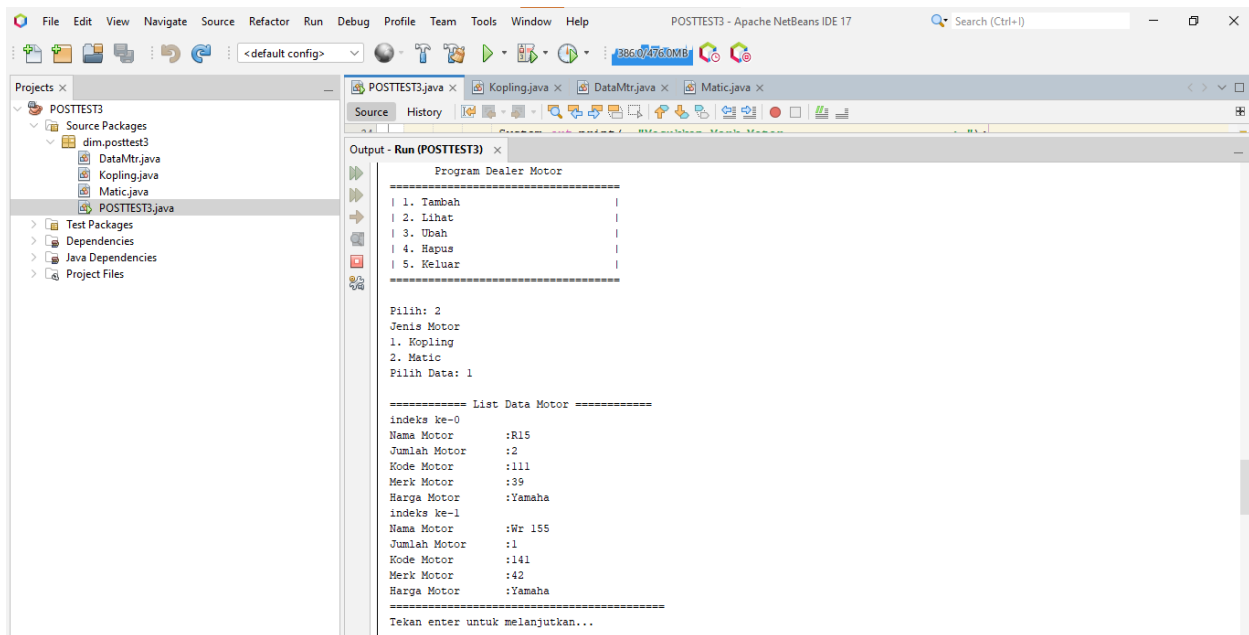 File Edit View Navigate Source Refactor Run Debug Profile Team Tools Window Help POSTTEST3 - Apache NetBeans IDE 17 Search (Ctrl+I)
<default config> 386.0/476.0MB
Projects
POSTTEST3
Source Packages
dim.posttest3
DataMtr.java
Kopling.java
Matic.java
POSTTEST3.java
Test Packages
Dependencies
Java Dependencies
Project Files
POSTTEST3.java Kopling.java DataMtr.java Matic.java
Source History
Output - Run (POSTTEST3)
Program Dealer Motor
=====================================
| 1. Tambah |
| 2. Lihat |
| 3. Ubah |
| 4. Hapus |
| 5. Keluar |
=====================================
Pilih: 2
Jenis Motor
1. Kopling
2. Matic
Pilih Data: 1
============ List Data Motor ============
indeks ke-0
Nama Motor :R15
Jumlah Motor :2
Kode Motor :111
Merk Motor :39
Harga Motor :Yamaha
indeks ke-1
Nama Motor :Wr 155
Jumlah Motor :1
Kode Motor :141
Merk Motor :42
Harga Motor :Yamaha
============================================
Tekan enter untuk melanjutkan...